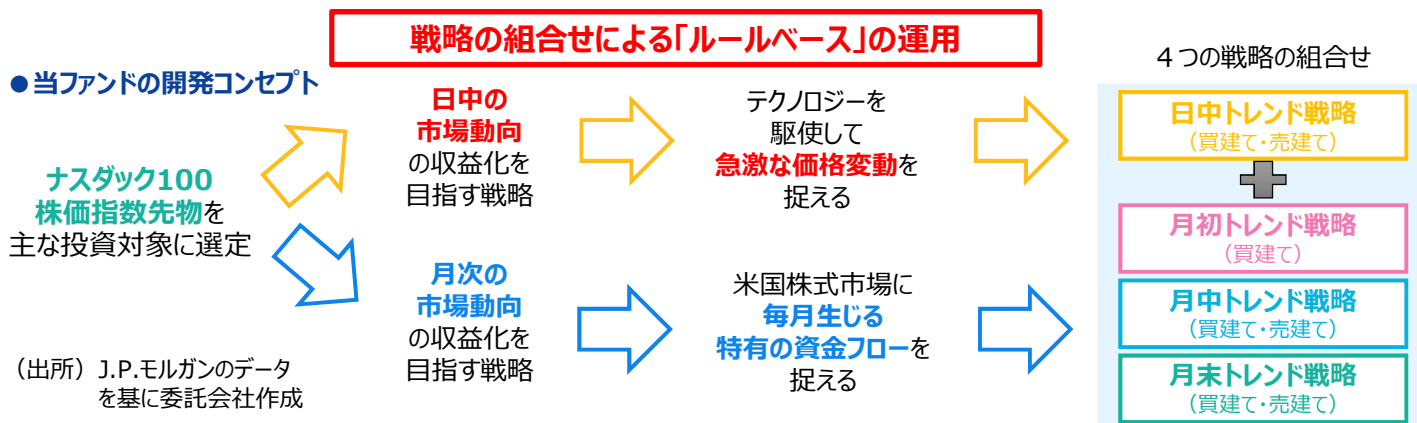 戦略の組合せによる「ルールベース」の運用
●当ファンドの開発コンセプト
ナスダック100
株価指数先物を
主な投資対象に選定
日中の
市場動向
の収益化を
目指す戦略
テクノロジーを
駆使して
急激な価格変動を
捉える
月次の
市場動向
の収益化を
目指す戦略
米国株式市場に
毎月生じる
特有の資金フローを
捉える
4つの戦略の組合せ
日中トレンド戦略
(買建て・売建て)
月初トレンド戦略
(買建て)
月中トレンド戦略
(買建て・売建て)
月末トレンド戦略
(買建て・売建て)
(出所)J.P.モルガンのデータ
を基に委託会社作成